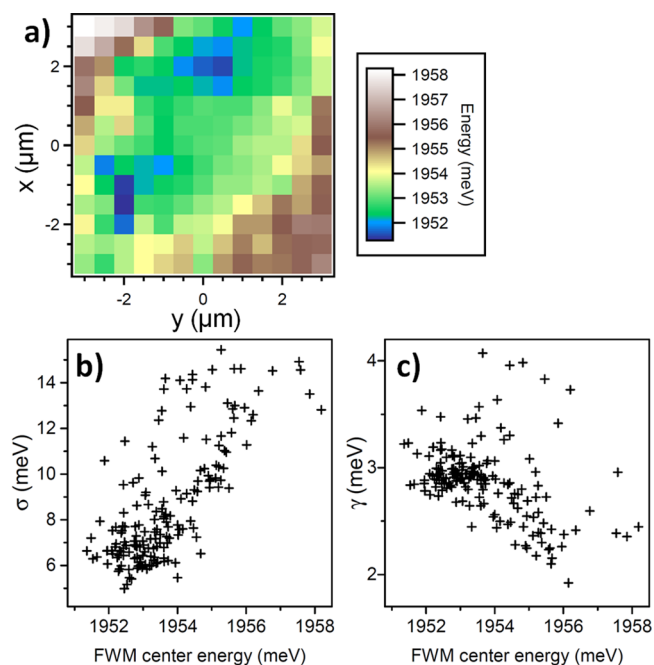 a)
x (μm)
2
0
-2
-2
0
2
y (μm)
1958
1957
1956
1955
1954
1953
1952
Energy (meV)
b)
σ (meV)
14
12
10
8
6
1952
1954
1956
1958
FWM center energy (meV)
c)
γ (meV)
4
3
2
1952
1954
1956
1958
FWM center energy (meV)